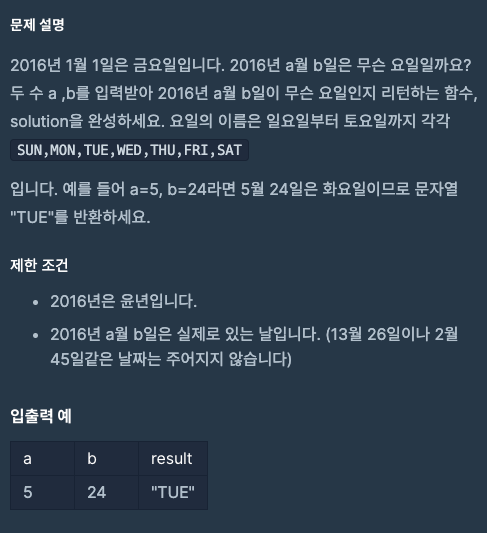 문제 설명
2016년 1월 1일은 금요일입니다. 2016년 a월 b일은 무슨 요일일까요?
두 수 a ,b를 입력받아 2016년 a월 b일이 무슨 요일인지 리턴하는 함수,
solution을 완성하세요. 요일의 이름은 일요일부터 토요일까지 각각
SUN,MON,TUE,WED,THU,FRI,SAT
입니다. 예를 들어 a=5, b=24라면 5월 24일은 화요일이므로 문자열
"TUE"를 반환하세요.
제한 조건
• 2016년은 윤년입니다.
• 2016년 a월 b일은 실제로 있는 날입니다. (13월 26일이나 2월
45일같은 날짜는 주어지지 않습니다)
입출력 예
a b result
5 24 "TUE"